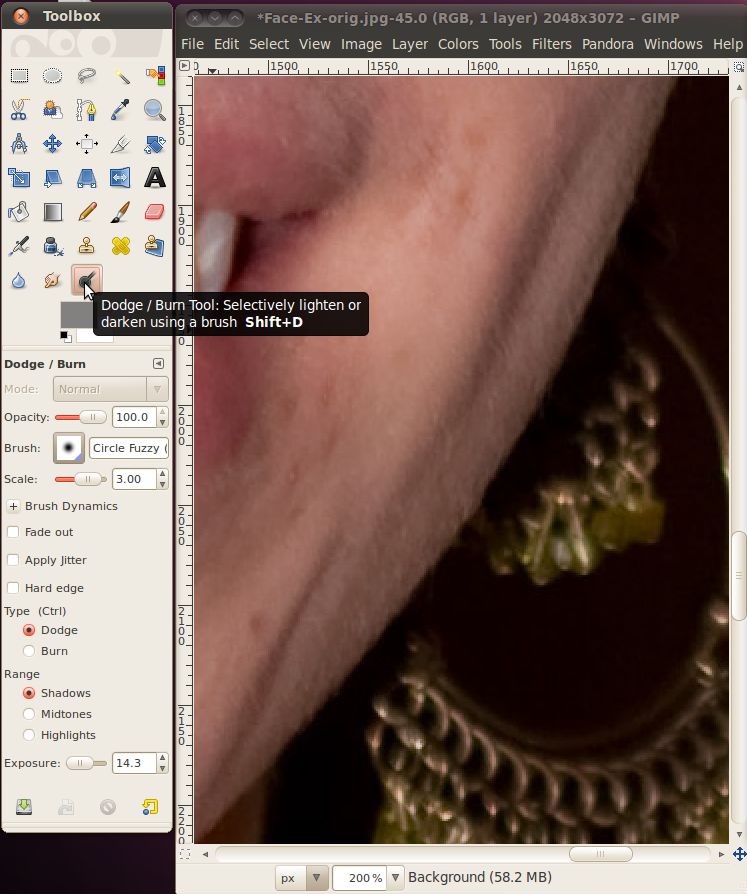 Toolbox
*Face-Ex-orig.jpg-45.0 (RGB, 1 layer) 2048x3072 – GIMP
File Edit Select View Image Layer Colors Tools Filters Pandora Windows Help
1500 1550 1600 1650 1700
1850
1900
Dodge / Burn Tool: Selectively lighten or
darken using a brush Shift+D
Dodge / Burn
Mode: Normal
Opacity: 100.0
2000
Brush: Circle Fuzzy (
Scale: 3.00
Brush Dynamics
2050
Fade out
Apply Jitter
Hard edge
Type (Ctrl)
2100
Dodge
Burn
Range
Shadows
Midtones
2150
Highlights
Exposure: 14.3
2200
px 200 % Background (58.2 MB)